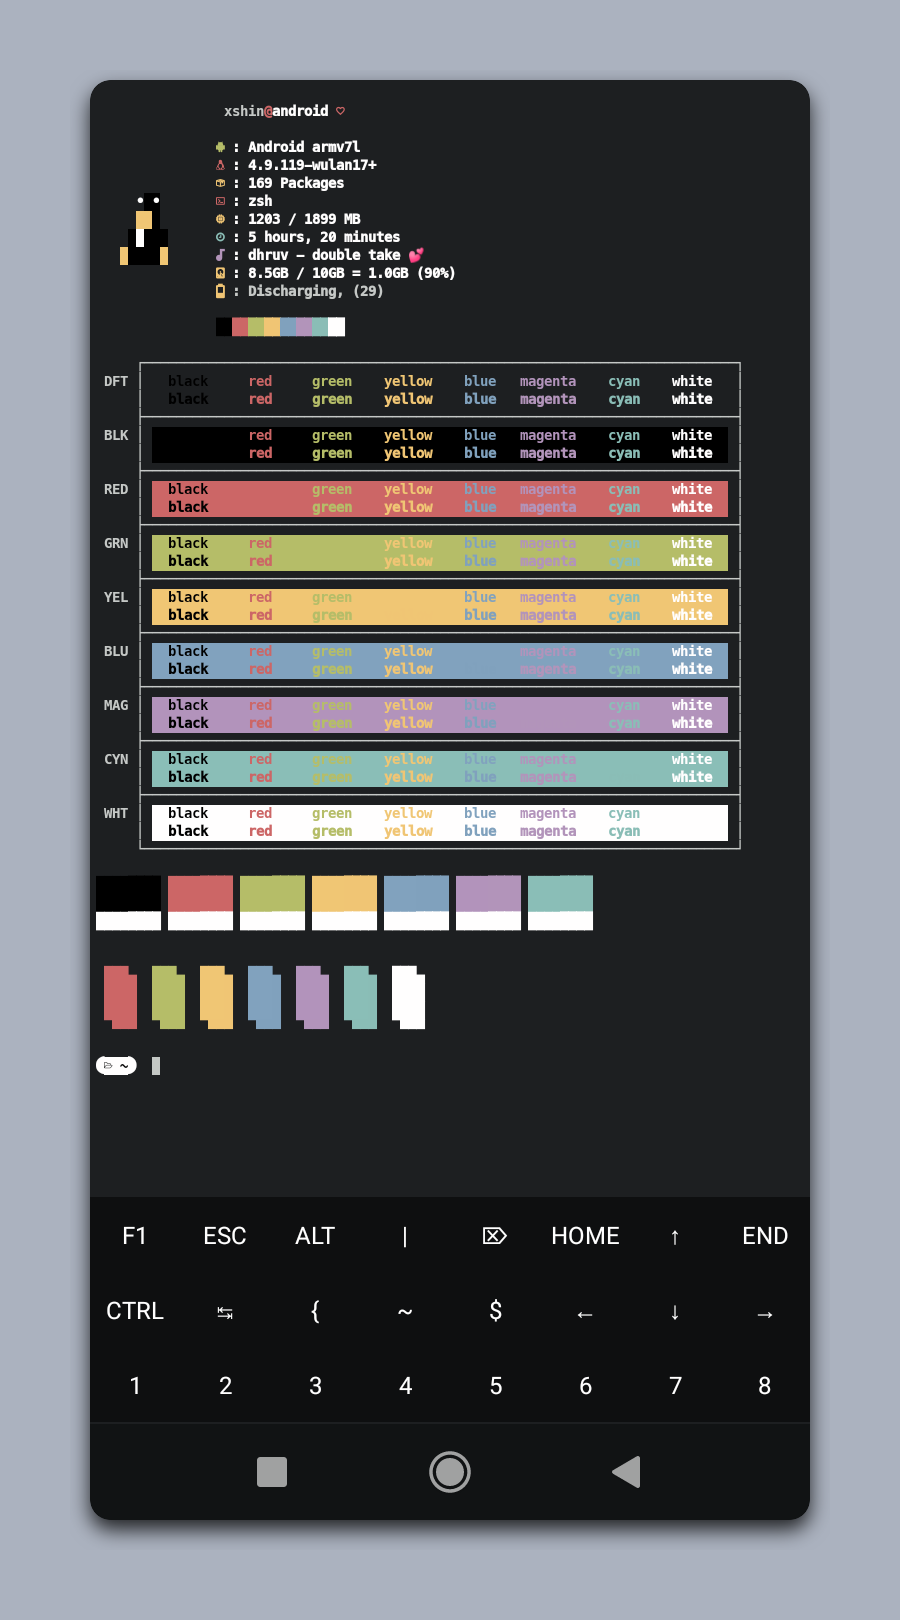 xshin@android ♡
: Android armv7l
: 4.9.119-wulan17+
: 169 Packages
: zsh
: 1203 / 1899 MB
: 5 hours, 20 minutes
: dhruv - double take 💕
: 8.5GB / 10GB = 1.0GB (90%)
: Discharging, (29)
DFT black red green yellow blue magenta cyan white
black red green yellow blue magenta cyan white
BLK red green yellow blue magenta cyan white
red green yellow blue magenta cyan white
RED black green yellow blue magenta cyan white
black green yellow blue magenta cyan white
GRN black red yellow blue magenta cyan white
black red yellow blue magenta cyan white
YEL black red green blue magenta cyan white
black red green blue magenta cyan white
BLU black red green yellow magenta cyan white
black red green yellow magenta cyan white
MAG black red green yellow blue cyan white
black red green yellow blue cyan white
CYN black red green yellow blue magenta white
black red green yellow blue magenta white
WHT black red green yellow blue magenta cyan
black red green yellow blue magenta cyan
~
F1 ESC ALT | ⌦ HOME ↑ END
CTRL ↹ { ~ $ ← ↓ →
1 2 3 4 5 6 7 8